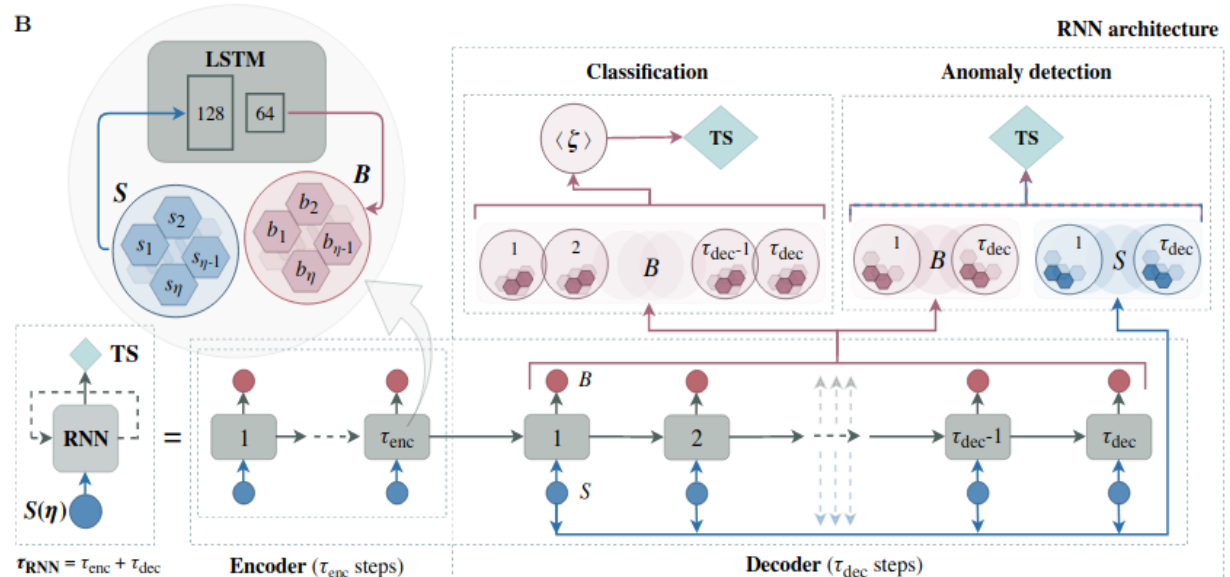 B
RNN architecture
LSTM
128
64
Classification
Anomaly detection
⟨ζ⟩
TS
TS
S
B
s₁
s₂
sη-1
sη
b₁
b₂
bη-1
bη
1
2
B
τdec-1
τdec
1
B
τdec
1
S
τdec
TS
RNN
S(η)
=
1
τenc
B
1
2
τdec-1
τdec
S
τRNN = τenc + τdec
Encoder (τenc steps)
Decoder (τdec steps)